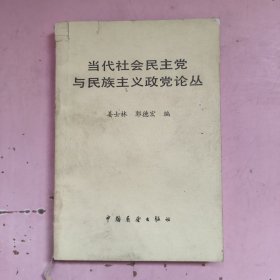 当代社会民主党
与民族主义政党论丛
姜士林 郭德宏 编
中国展望出版社